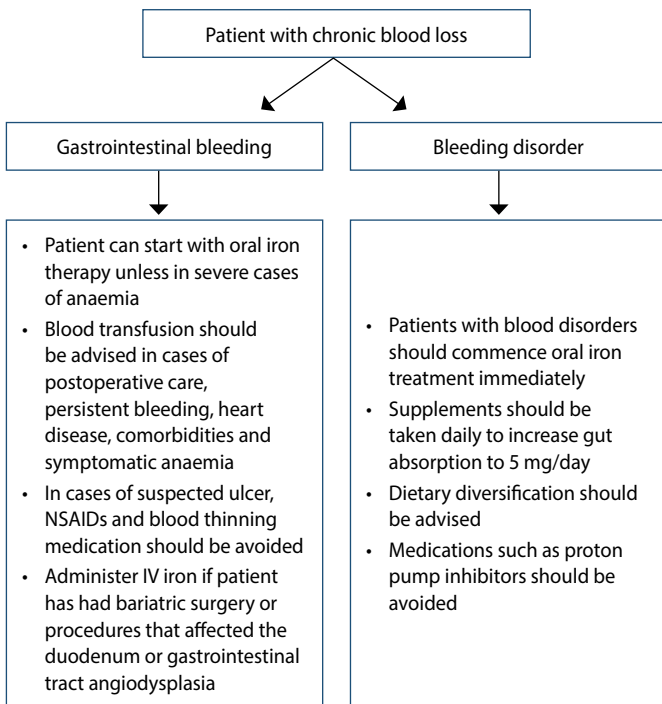 Patient with chronic blood loss
Gastrointestinal bleeding
• Patient can start with oral iron
therapy unless in severe cases
of anaemia
• Blood transfusion should
be advised in cases of
postoperative care,
persistent bleeding, heart
disease, comorbidities and
symptomatic anaemia
• In cases of suspected ulcer,
NSAIDs and blood thinning
medication should be avoided
• Administer IV iron if patient
has had bariatric surgery or
procedures that affected the
duodenum or gastrointestinal
tract angiodysplasia
Bleeding disorder
• Patients with blood disorders
should commence oral iron
treatment immediately
• Supplements should be
taken daily to increase gut
absorption to 5 mg/day
• Dietary diversification should
be advised
• Medications such as proton
pump inhibitors should be
avoided